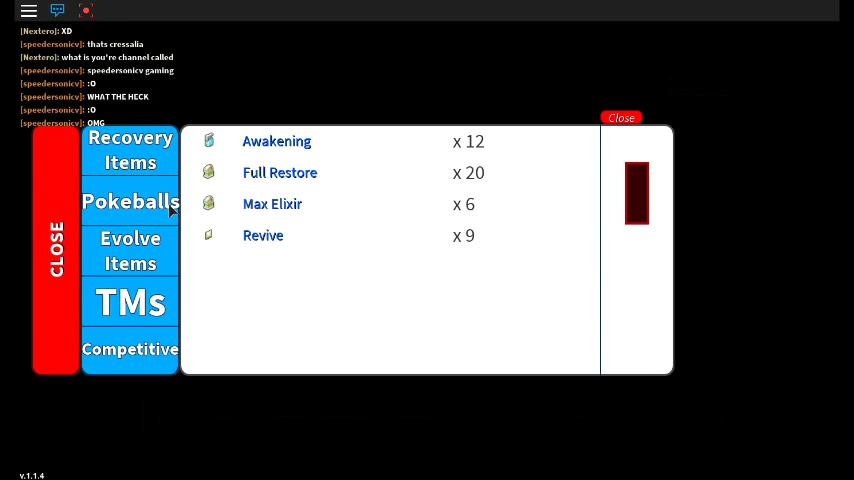 [Nextero]: XD
[speedersonicv]: thats cressalia
[Nextero]: what is you're channel called
[speedersonicv]: speedersonicv gaming
[speedersonicv]: :O
[speedersonicv]: WHAT THE HECK
[speedersonicv]: :O
[speedersonicv]: OMG
Close
CLOSE
Recovery
Items
Pokeballs
Evolve
Items
TMs
Competitive
Awakening x 12
Full Restore x 20
Max Elixir x 6
Revive x 9
v.1.1.4